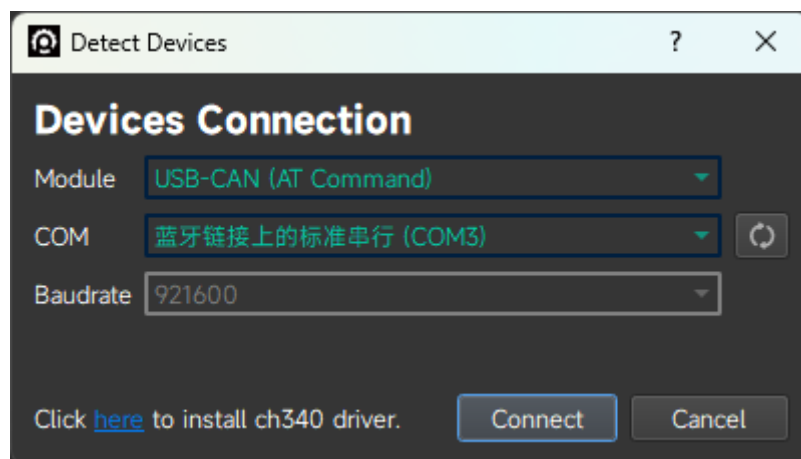 Detect Devices ? ×
Devices Connection
Module USB-CAN (AT Command)
COM 蓝牙链接上的标准串行 (COM3)
Baudrate 921600
Click here to install ch340 driver. Connect Cancel